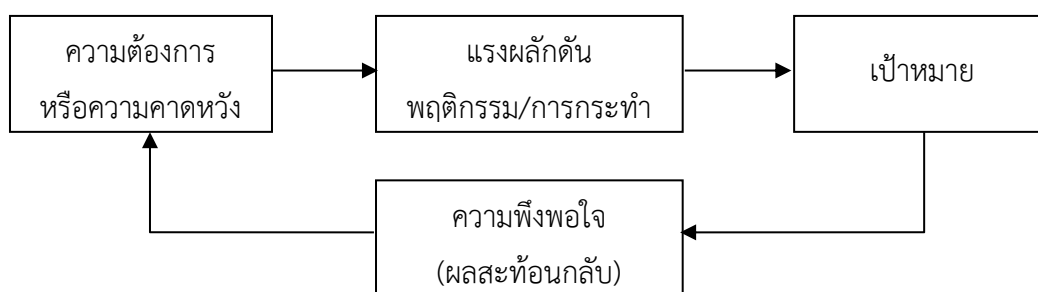 ความต้องการ
หรือความคาดหวัง
แรงผลักดัน
พฤติกรรม/การกระทำ
เป้าหมาย
ความพึงพอใจ
(ผลสะท้อนกลับ)